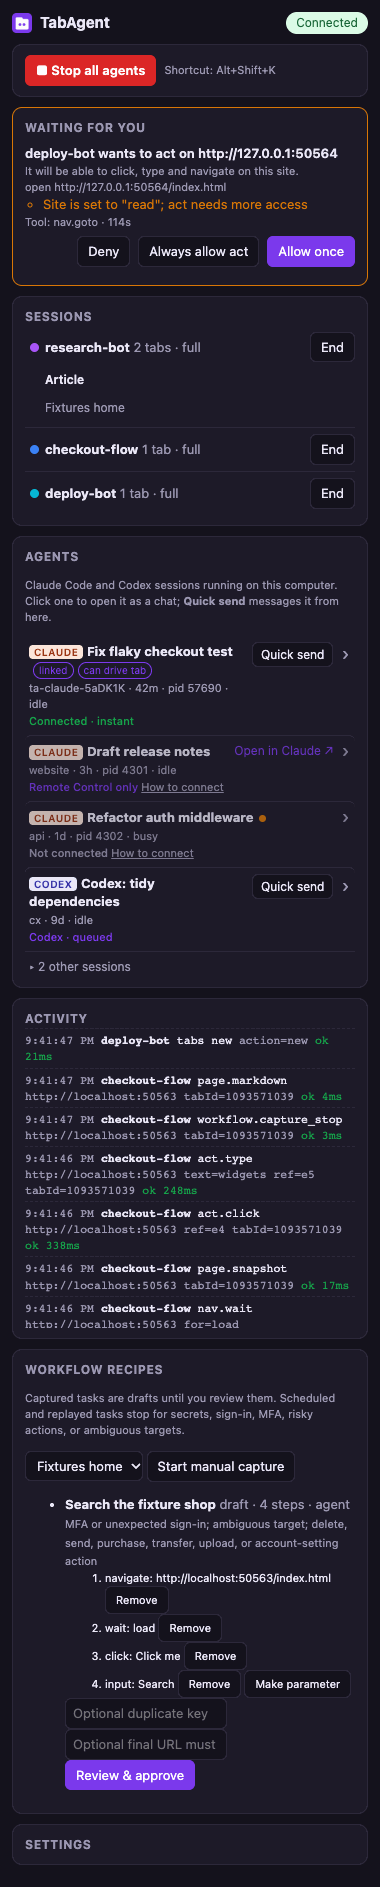 TabAgent
Connected
Stop all agents
Shortcut: Alt+Shift+K
WAITING FOR YOU
deploy-bot wants to act on http://127.0.0.1:50564
It will be able to click, type and navigate on this site.
open http://127.0.0.1:50564/index.html
Site is set to "read"; act needs more access
Tool: nav.goto · 114s
Deny
Always allow act
Allow once
SESSIONS
research-bot 2 tabs · full
End
Article
Fixtures home
checkout-flow 1 tab · full
End
deploy-bot 1 tab · full
End
AGENTS
Claude Code and Codex sessions running on this computer.
Click one to open it as a chat; Quick send messages it from
here.
CLAUDE Fix flaky checkout test
Quick send ›
linked can drive tab
ta-claude-5aDK1K · 42m · pid 57690 ·
idle
Connected · instant
CLAUDE Draft release notes
Open in Claude ↗ ›
website · 3h · pid 4301 · idle
Remote Control only How to connect
CLAUDE Refactor auth middleware
›
api · 1d · pid 4302 · busy
Not connected How to connect
CODEX Codex: tidy
dependencies
Quick send ›
cx · 9d · idle
Codex · queued
▸ 2 other sessions
ACTIVITY
9:41:47 PM deploy-bot tabs new action=new ok
21ms
9:41:47 PM checkout-flow page.markdown
http://localhost:50563 tabId=1093571039 ok 4ms
9:41:47 PM checkout-flow workflow.capture_stop
http://localhost:50563 tabId=1093571039 ok 3ms
9:41:46 PM checkout-flow act.type
http://localhost:50563 text=widgets ref=e5
tabId=1093571039 ok 248ms
9:41:46 PM checkout-flow act.click
http://localhost:50563 ref=e4 tabId=1093571039
ok 338ms
9:41:46 PM checkout-flow page.snapshot
http://localhost:50563 tabId=1093571039 ok 17ms
9:41:46 PM checkout-flow nav.wait
http://localhost:50563 for=load
WORKFLOW RECIPES
Captured tasks are drafts until you review them. Scheduled
and replayed tasks stop for secrets, sign-in, MFA, risky
actions, or ambiguous targets.
Fixtures home
Start manual capture
• Search the fixture shop draft · 4 steps · agent
MFA or unexpected sign-in; ambiguous target; delete,
send, purchase, transfer, upload, or account-setting
action
1. navigate: http://localhost:50563/index.html
Remove
2. wait: load Remove
3. click: Click me Remove
4. input: Search Remove Make parameter
Optional duplicate key
Optional final URL must
Review & approve
SETTINGS